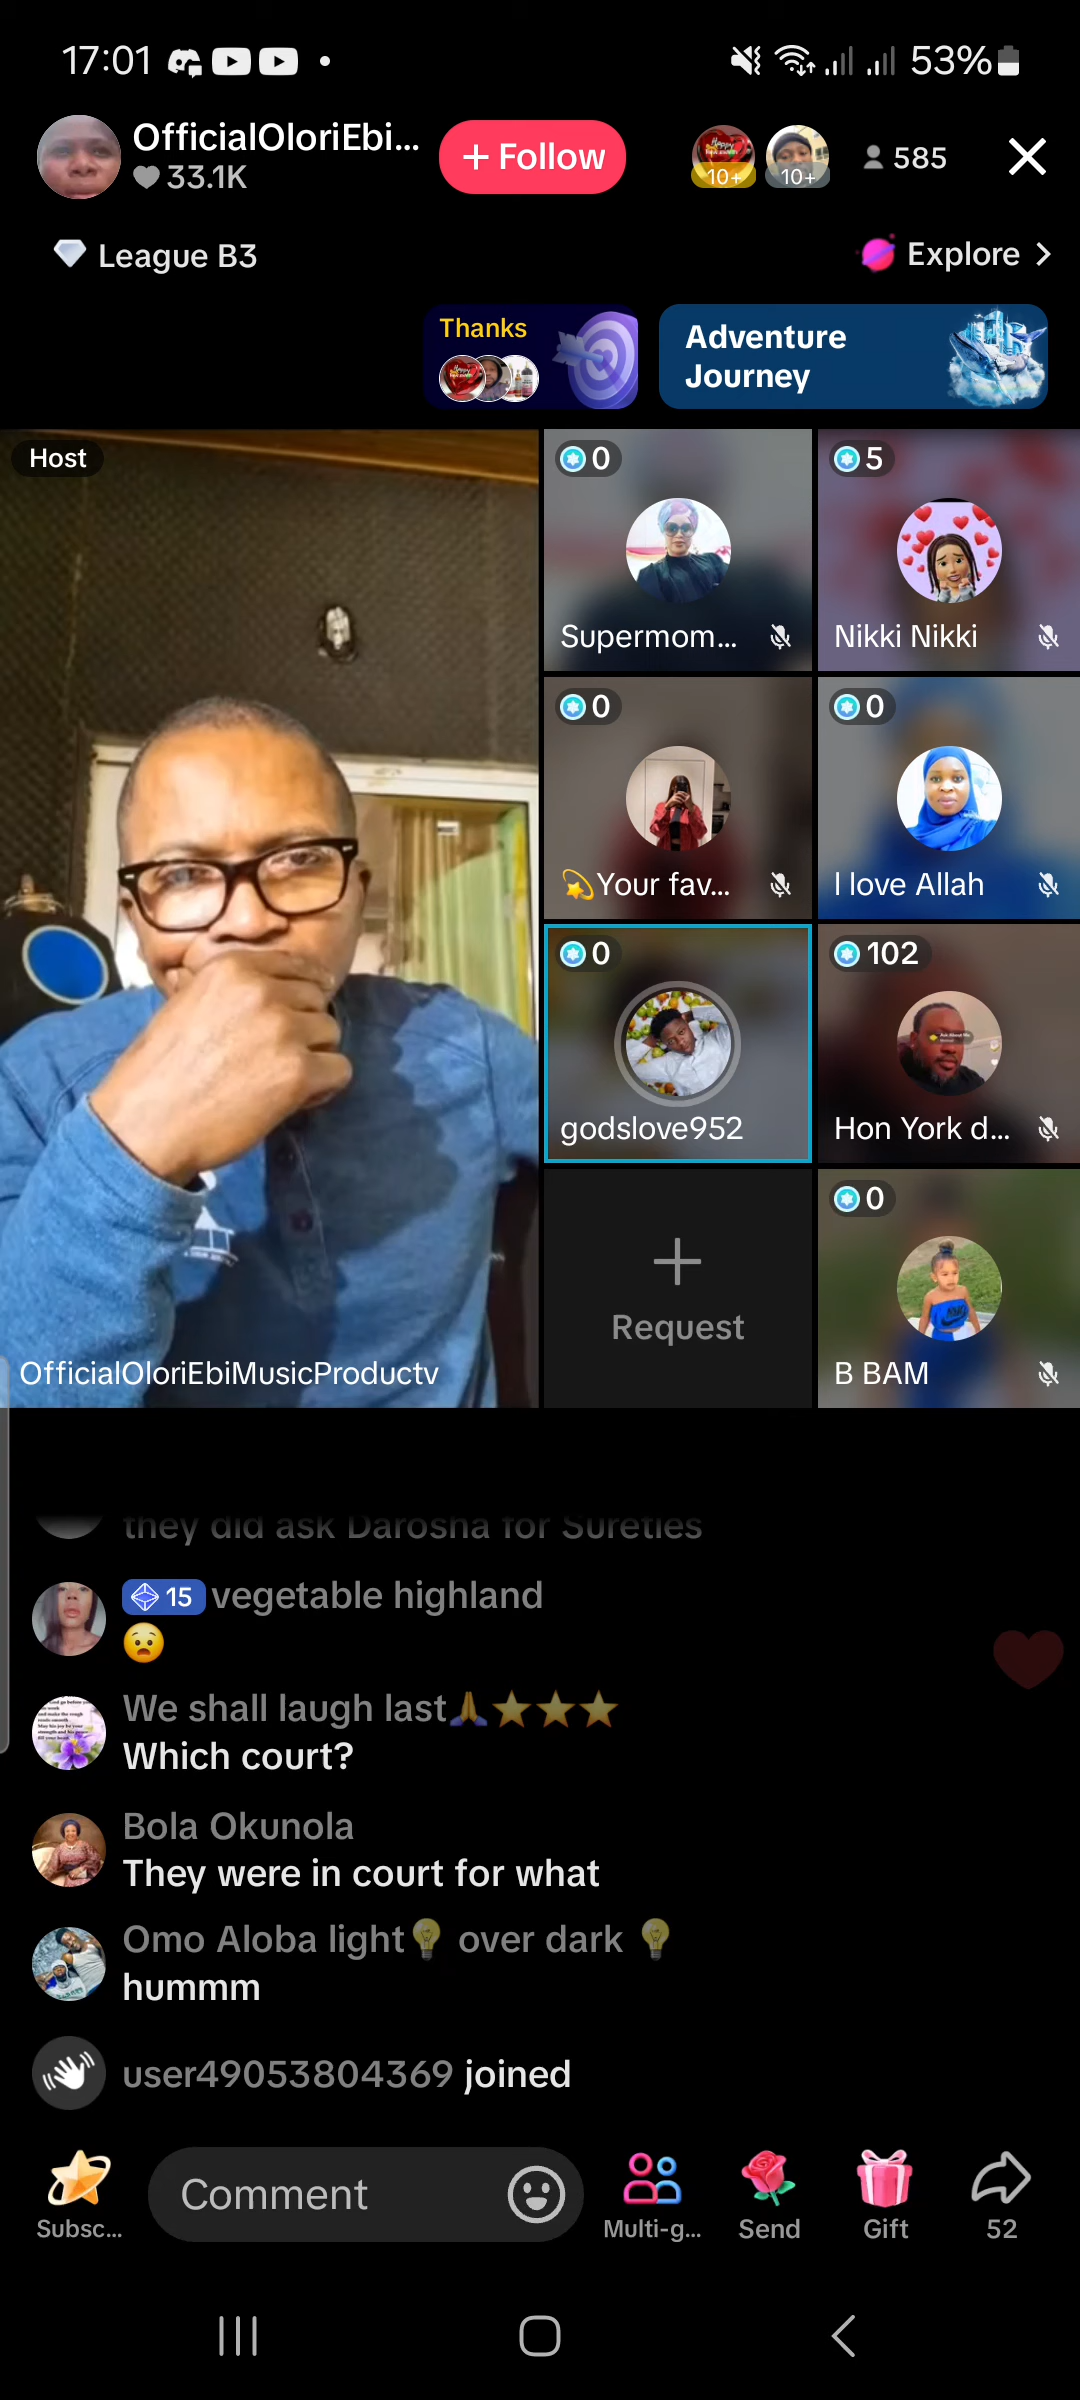 17:01
53%
OfficialOloriEbi...
33.1K
+ Follow
10+
10+
585
League B3
Explore
Thanks
Adventure
Journey
Host
0
Supermom...
5
Nikki Nikki
0
💫Your fav...
0
I love Allah
0
godslove952
102
Hon York d...
Request
0
B BAM
OfficialOloriEbiMusicProductv
they did ask Darosha for Sureties
15 vegetable highland
😧
We shall laugh last🙏⭐⭐⭐
Which court?
Bola Okunola
They were in court for what
Omo Aloba light💡 over dark 💡
hummm
user49053804369 joined
Subsc...
Comment
Multi-g...
Send
Gift
52